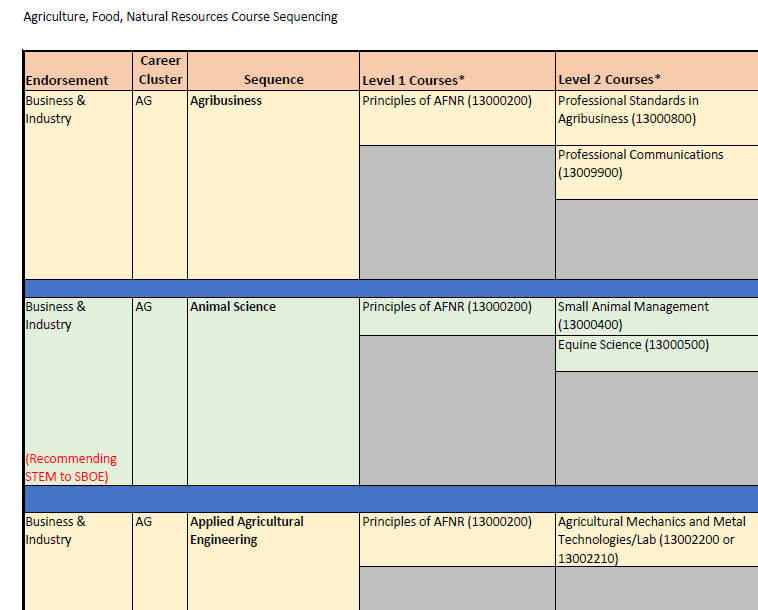 Agriculture, Food, Natural Resources Course Sequencing
Endorsement
Career
Cluster
Sequence
Level 1 Courses*
Level 2 Courses*
Business &
Industry
AG
Agribusiness
Principles of AFNR (13000200)
Professional Standards in
Agribusiness (13000800)
Professional Communications
(13009900)
Business &
Industry
(Recommending
STEM to SBOE)
AG
Animal Science
Principles of AFNR (13000200)
Small Animal Management
(13000400)
Equine Science (13000500)
Business &
Industry
AG
Applied Agricultural
Engineering
Principles of AFNR (13000200)
Agricultural Mechanics and Metal
Technologies/Lab (13002200 or
13002210)